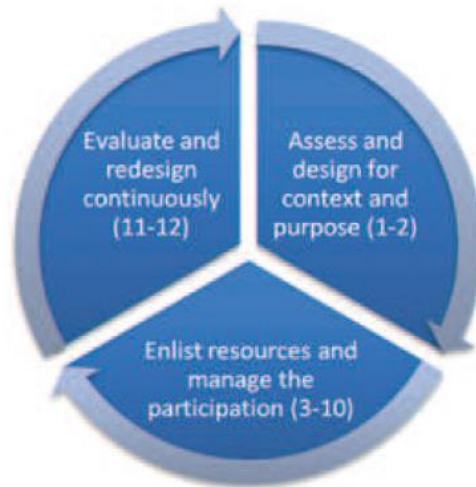 Assess and
design for
context and
purpose (1-2)
Enlist resources and
manage the
participation (3-10)
Evaluate and
redesign
continuously
(11-12)